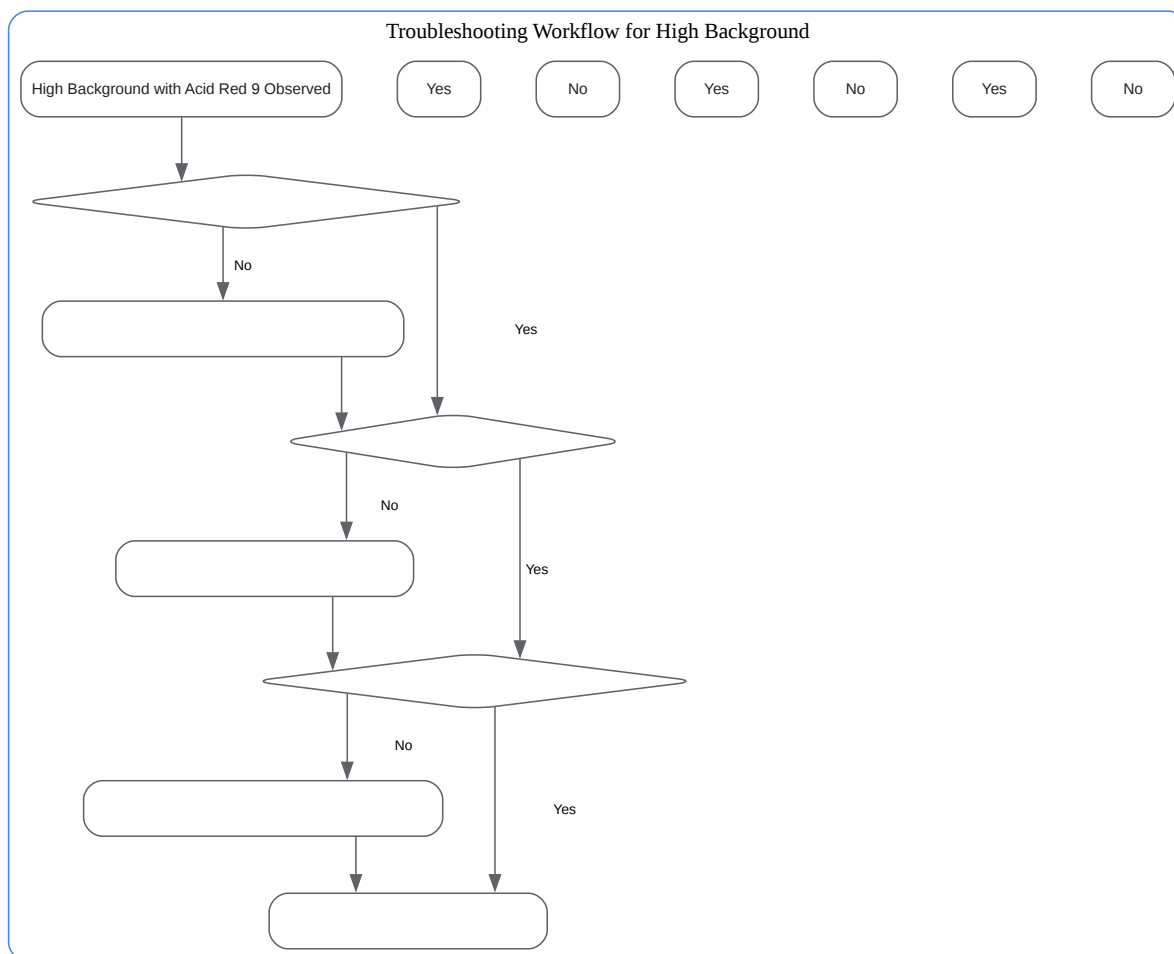 Troubleshooting Workflow for High Background
High Background with Acid Red 9 Observed
Yes
No
Yes
No
Yes
No
No
Yes
No
Yes
No
Yes